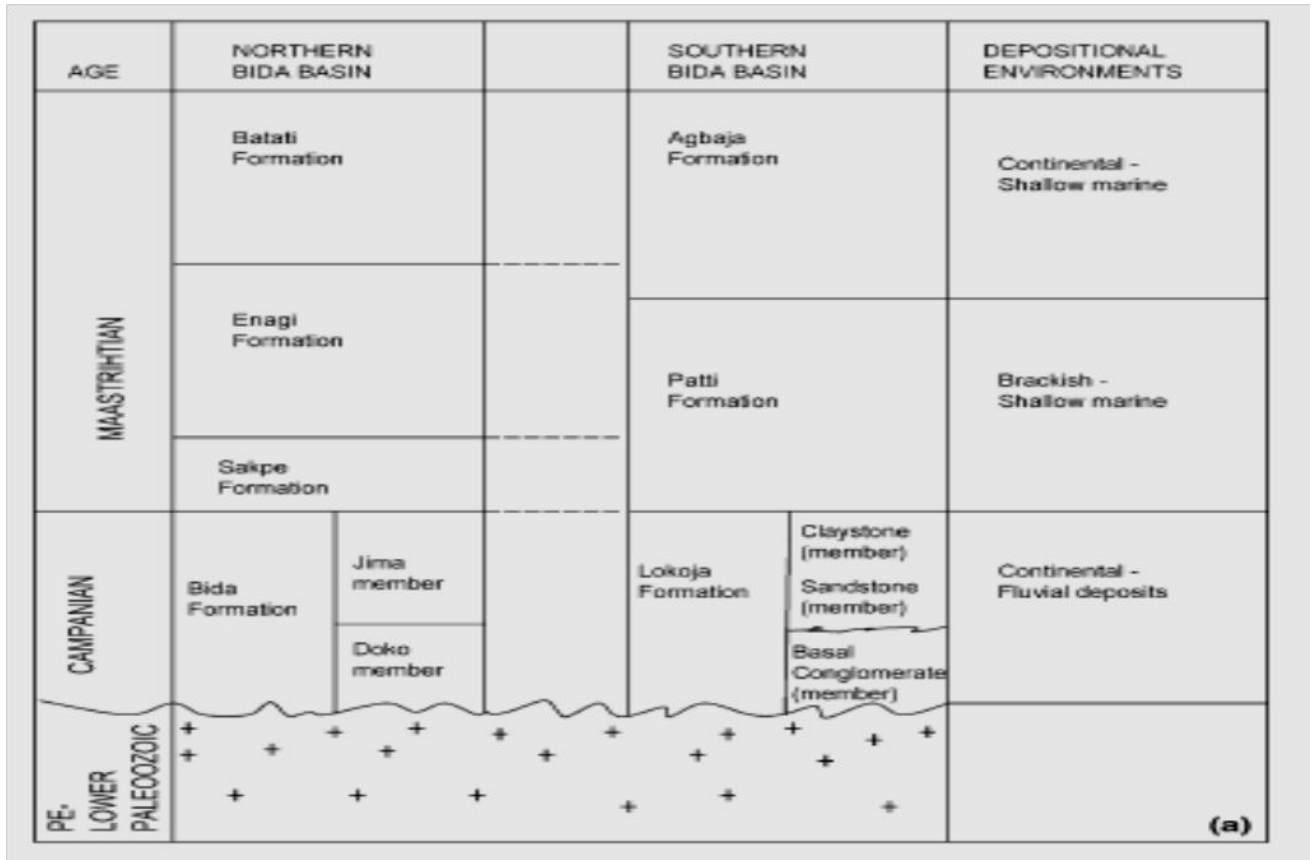 AGE
NORTHERN
BIDA BASIN
SOUTHERN
BIDA BASIN
DEPOSITIONAL
ENVIRONMENTS
MAASTRIHTIAN
Batati
Formation
Agbaja
Formation
Continental -
Shallow marine
Enagi
Formation
Patti
Formation
Brackish -
Shallow marine
Sakpe
Formation
CAMPANIAN
Bida
Formation
Jima
member
Doko
member
Lokoja
Formation
Claystone
(member)
Sandstone
(member)
Basal
Conglomerate
(member)
Continental -
Fluvial deposits
PE-
LOWER
PALEOOZOIC
(a)